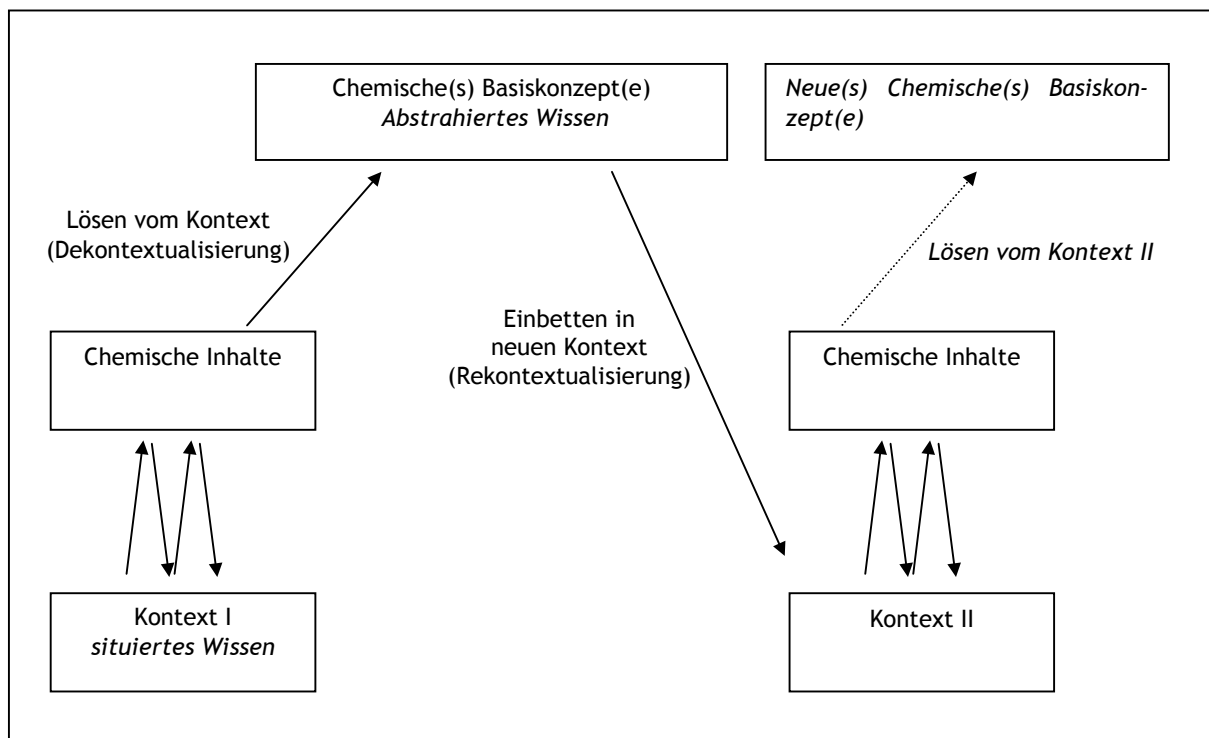 Chemische(s) Basiskonzept(e)
Abstrahiertes Wissen
Neue(s) Chemische(s) Basiskon-
zept(e)
Lösen vom Kontext
(Dekontextualisierung)
Lösen vom Kontext II
Einbetten in
neuen Kontext
(Rekontextualisierung)
Chemische Inhalte
Chemische Inhalte
Kontext I
situiertes Wissen
Kontext II